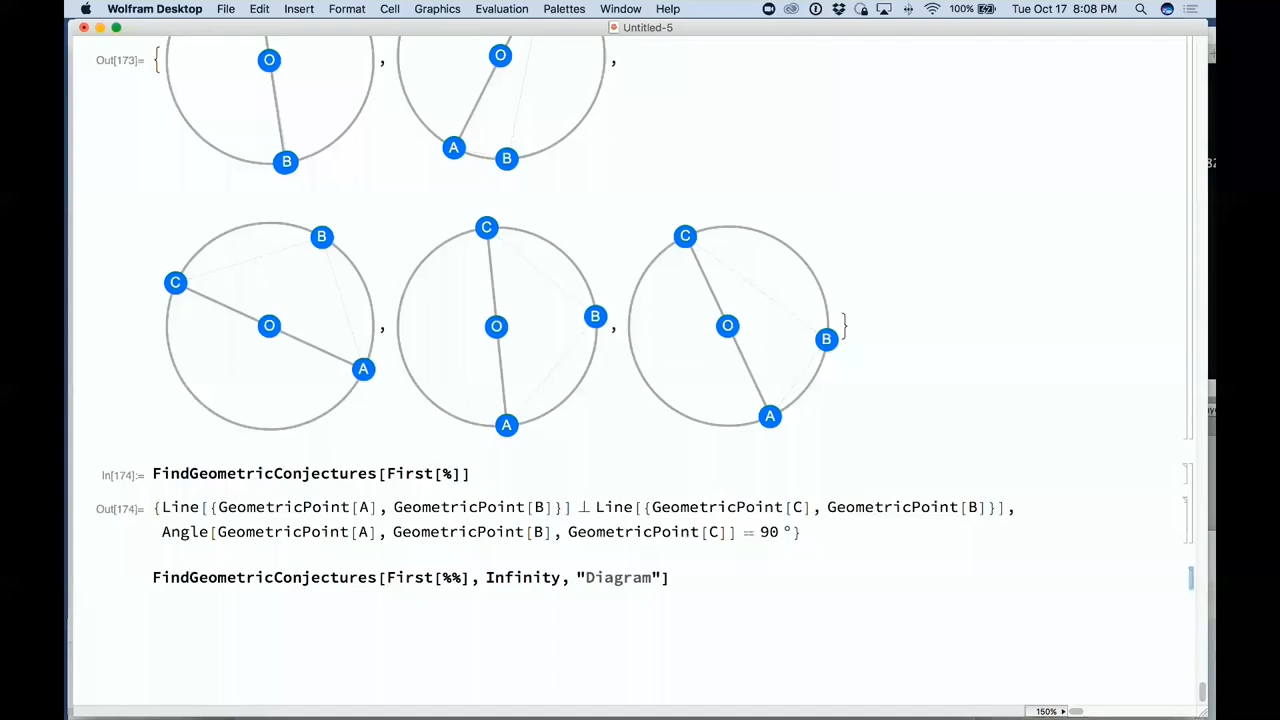 Wolfram Desktop File Edit Insert Format Cell Graphics Evaluation Palettes Window Help 100% Tue Oct 17 8:08 PM
Untitled-5
Out[173]= { O B , O A B ,
C B O A , C O B A , C O B A }
In[174]:= FindGeometricConjectures[First[%]]
Out[174]= {Line[{GeometricPoint[A], GeometricPoint[B]}] ⊥ Line[{GeometricPoint[C], GeometricPoint[B]}],
Angle[GeometricPoint[A], GeometricPoint[B], GeometricPoint[C]] == 90 °}
FindGeometricConjectures[First[%%], Infinity, "Diagram"]
150%